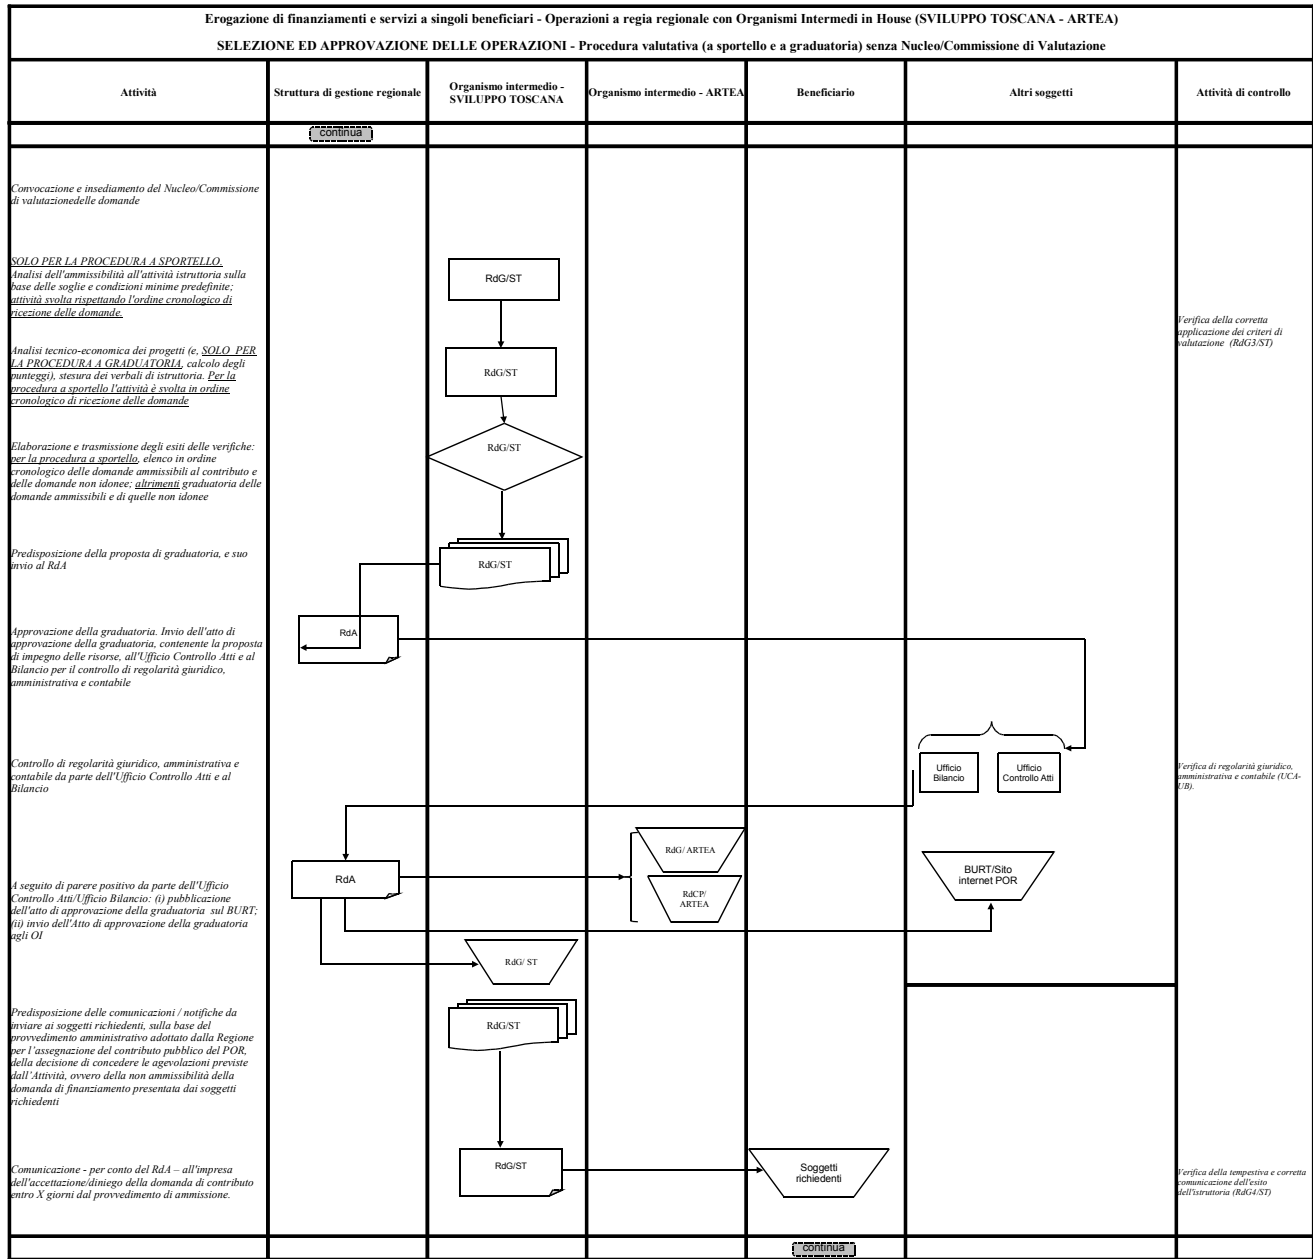 Erogazione di finanziamenti e servizi a singoli beneficiari - Operazioni a regia regionale con Organismi Intermedi in House (SVILUPPO TOSCANA - ARTEA)
SELEZIONE ED APPROVAZIONE DELLE OPERAZIONI - Procedura valutativa (a sportello e a graduatoria) senza Nucleo/Commissione di Valutazione
Attività
Struttura di gestione regionale
Organismo intermedio -
SVILUPPO TOSCANA
Organismo intermedio - ARTEA
Beneficiario
Altri soggetti
Attività di controllo
continua
Convocazione e insediamento del Nucleo/Commissione
di valutazionedelle domande
SOLO PER LA PROCEDURA A SPORTELLO.
Analisi dell'ammissibilità all'attività istruttoria sulla
base delle soglie e condizioni minime predefinite;
attività svolta rispettando l'ordine cronologico di
ricezione delle domande.
RdG/ST
Verifica della corretta
applicazione dei criteri di
valutazione (RdG3/ST)
Analisi tecnico-economica dei progetti (e, SOLO PER
LA PROCEDURA A GRADUATORIA, calcolo degli
punteggi), stesura dei verbali di istruttoria. Per la
procedura a sportello l'attività è svolta in ordine
cronologico di ricezione delle domande
RdG/ST
Elaborazione e trasmissione degli esiti delle verifiche:
per la procedura a sportello, elenco in ordine
cronologico delle domande ammissibili al contributo e
delle domande non idonee; altrimenti graduatoria delle
domande ammissibili e di quelle non idonee
RdG/ST
Predisposizione della proposta di graduatoria, e suo
invio al RdA
RdG/ST
Approvazione della graduatoria. Invio dell'atto di
approvazione della graduatoria, contenente la proposta
di impegno delle risorse, all'Ufficio Controllo Atti e al
Bilancio per il controllo di regolarità giuridico,
amministrativa e contabile
RdA
Controllo di regolarità giuridico, amministrativa e
contabile da parte dell'Ufficio Controllo Atti e al
Bilancio
Ufficio
Bilancio
Ufficio
Controllo Atti
Verifica di regolarità giuridico,
amministrativa e contabile (UCA-
UB).
A seguito di parere positivo da parte dell'Ufficio
Controllo Atti/Ufficio Bilancio: (i) pubblicazione
dell'atto di approvazione della graduatoria sul BURT;
(ii) invio dell'Atto di approvazione della graduatoria
agli OI
RdA
RdG/ ARTEA
RdCP/
ARTEA
BURT/Sito
internet POR
RdG/ ST
Predisposizione delle comunicazioni / notifiche da
inviare ai soggetti richiedenti, sulla base del
provvedimento amministrativo adottato dalla Regione
per l'assegnazione del contributo pubblico del POR,
della decisione di concedere le agevolazioni previste
dall'Attività, ovvero della non ammissibilità della
domanda di finanziamento presentata dai soggetti
richiedenti
RdG/ST
Comunicazione - per conto del RdA – all'impresa
dell'accettazione/diniego della domanda di contributo
entro X giorni dal provvedimento di ammissione.
RdG/ST
Soggetti
richiedenti
Verifica della tempestiva e corretta
comunicazione dell'esito
dell'istruttoria (RdG4/ST)
continua